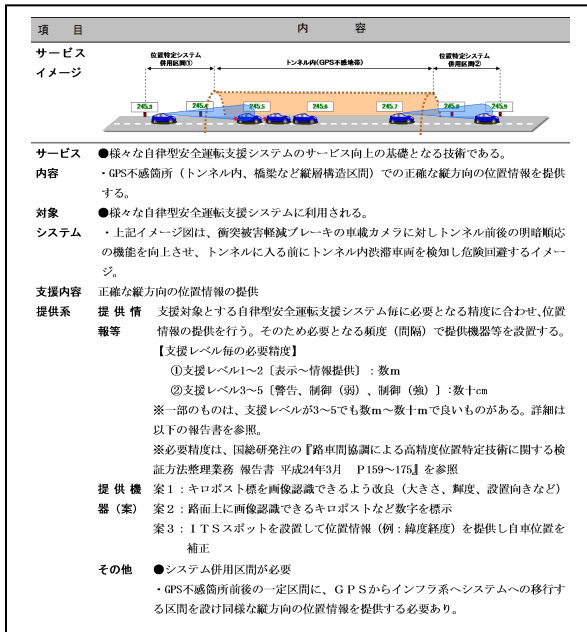 項　目　内　容
サービス
イメージ
位置特定システム
併用区間①
トンネル内(GPS不感地帯)
位置特定システム
併用区間②
245.3 245.4 245.5 245.6 245.7 245.8 245.9
サービス ●様々な自律型安全運転支援システムのサービス向上の基礎となる技術である。
内容 ・GPS不感箇所（トンネル内、橋梁など縦層構造区間）での正確な縦方向の位置情報を提供
する。
対象 ●様々な自律型安全運転支援システムに利用される。
システム ・上記イメージ図は、衝突被害軽減ブレーキの車載カメラに対しトンネル前後の明暗順応
の機能を向上させ、トンネルに入る前にトンネル内渋滞車両を検知し危険回避するイメー
ジ。
支援内容 正確な縦方向の位置情報の提供
提供系 提供情 支援対象とする自律型安全運転支援システム毎に必要となる精度に合わせ、位置
報等 情報の提供を行う。そのため必要となる頻度（間隔）で提供機器等を設置する。
【支援レベル毎の必要精度】
①支援レベル1～2〔表示～情報提供〕：数m
②支援レベル3～5〔警告、制御（弱）、制御（強）〕：数十cm
※一部のものは、支援レベルが3～5でも数m～数十mで良いものがある。詳細は
以下の報告書を参照。
※必要精度は、国総研発注の『路車間協調による高精度位置特定技術に関する検
証方法整理業務 報告書 平成24年3月　P159～175』を参照
提供機 案1：キロポスト標を画像認識できるよう改良（大きさ、輝度、設置向きなど）
器（案） 案2：路面上に画像認識できるキロポストなど数字を標示
案3：ＩＴＳスポットを設置して位置情報（例：緯度経度）を提供し自車位置を
補正
その他 ●システム併用区間が必要
・GPS不感箇所前後の一定区間に、ＧＰＳからインフラ系へシステムへの移行す
る区間を設け同様な縦方向の位置情報を提供する必要あり。